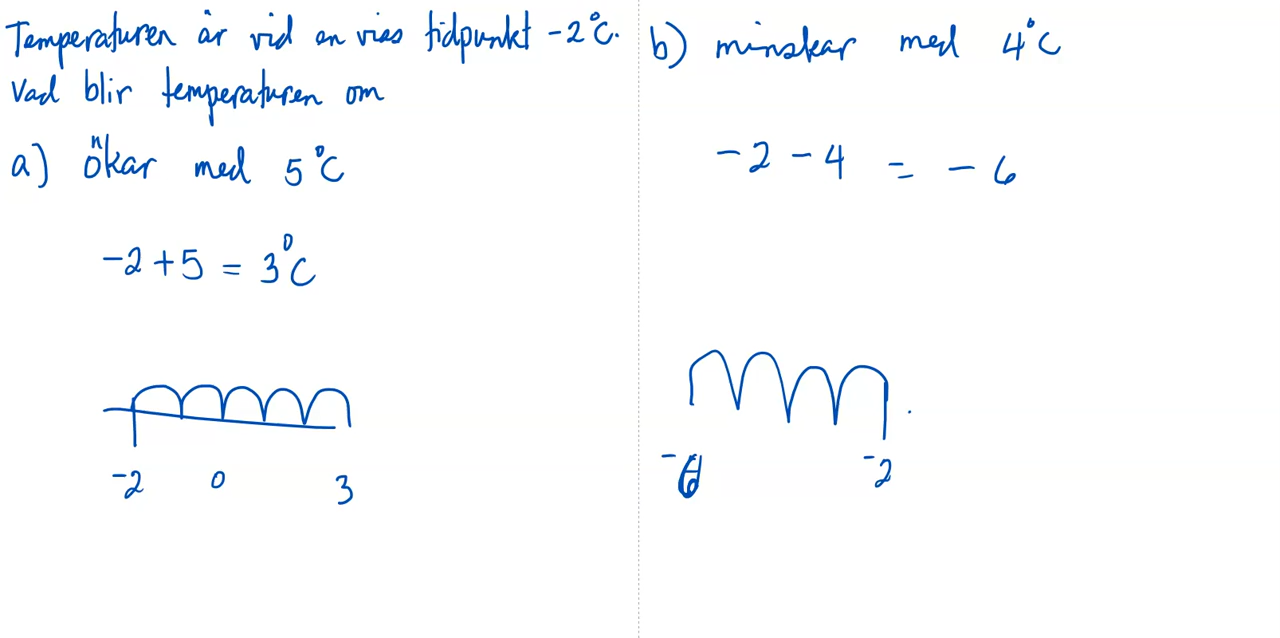 Temperaturen är vid en viss tidpunkt -2°C.
Vad blir temperaturen om
a) ökar med 5°C
-2+5 = 3°C
-2 0 3
b) minskar med 4°C
-2 - 4 = -6
-6 -2